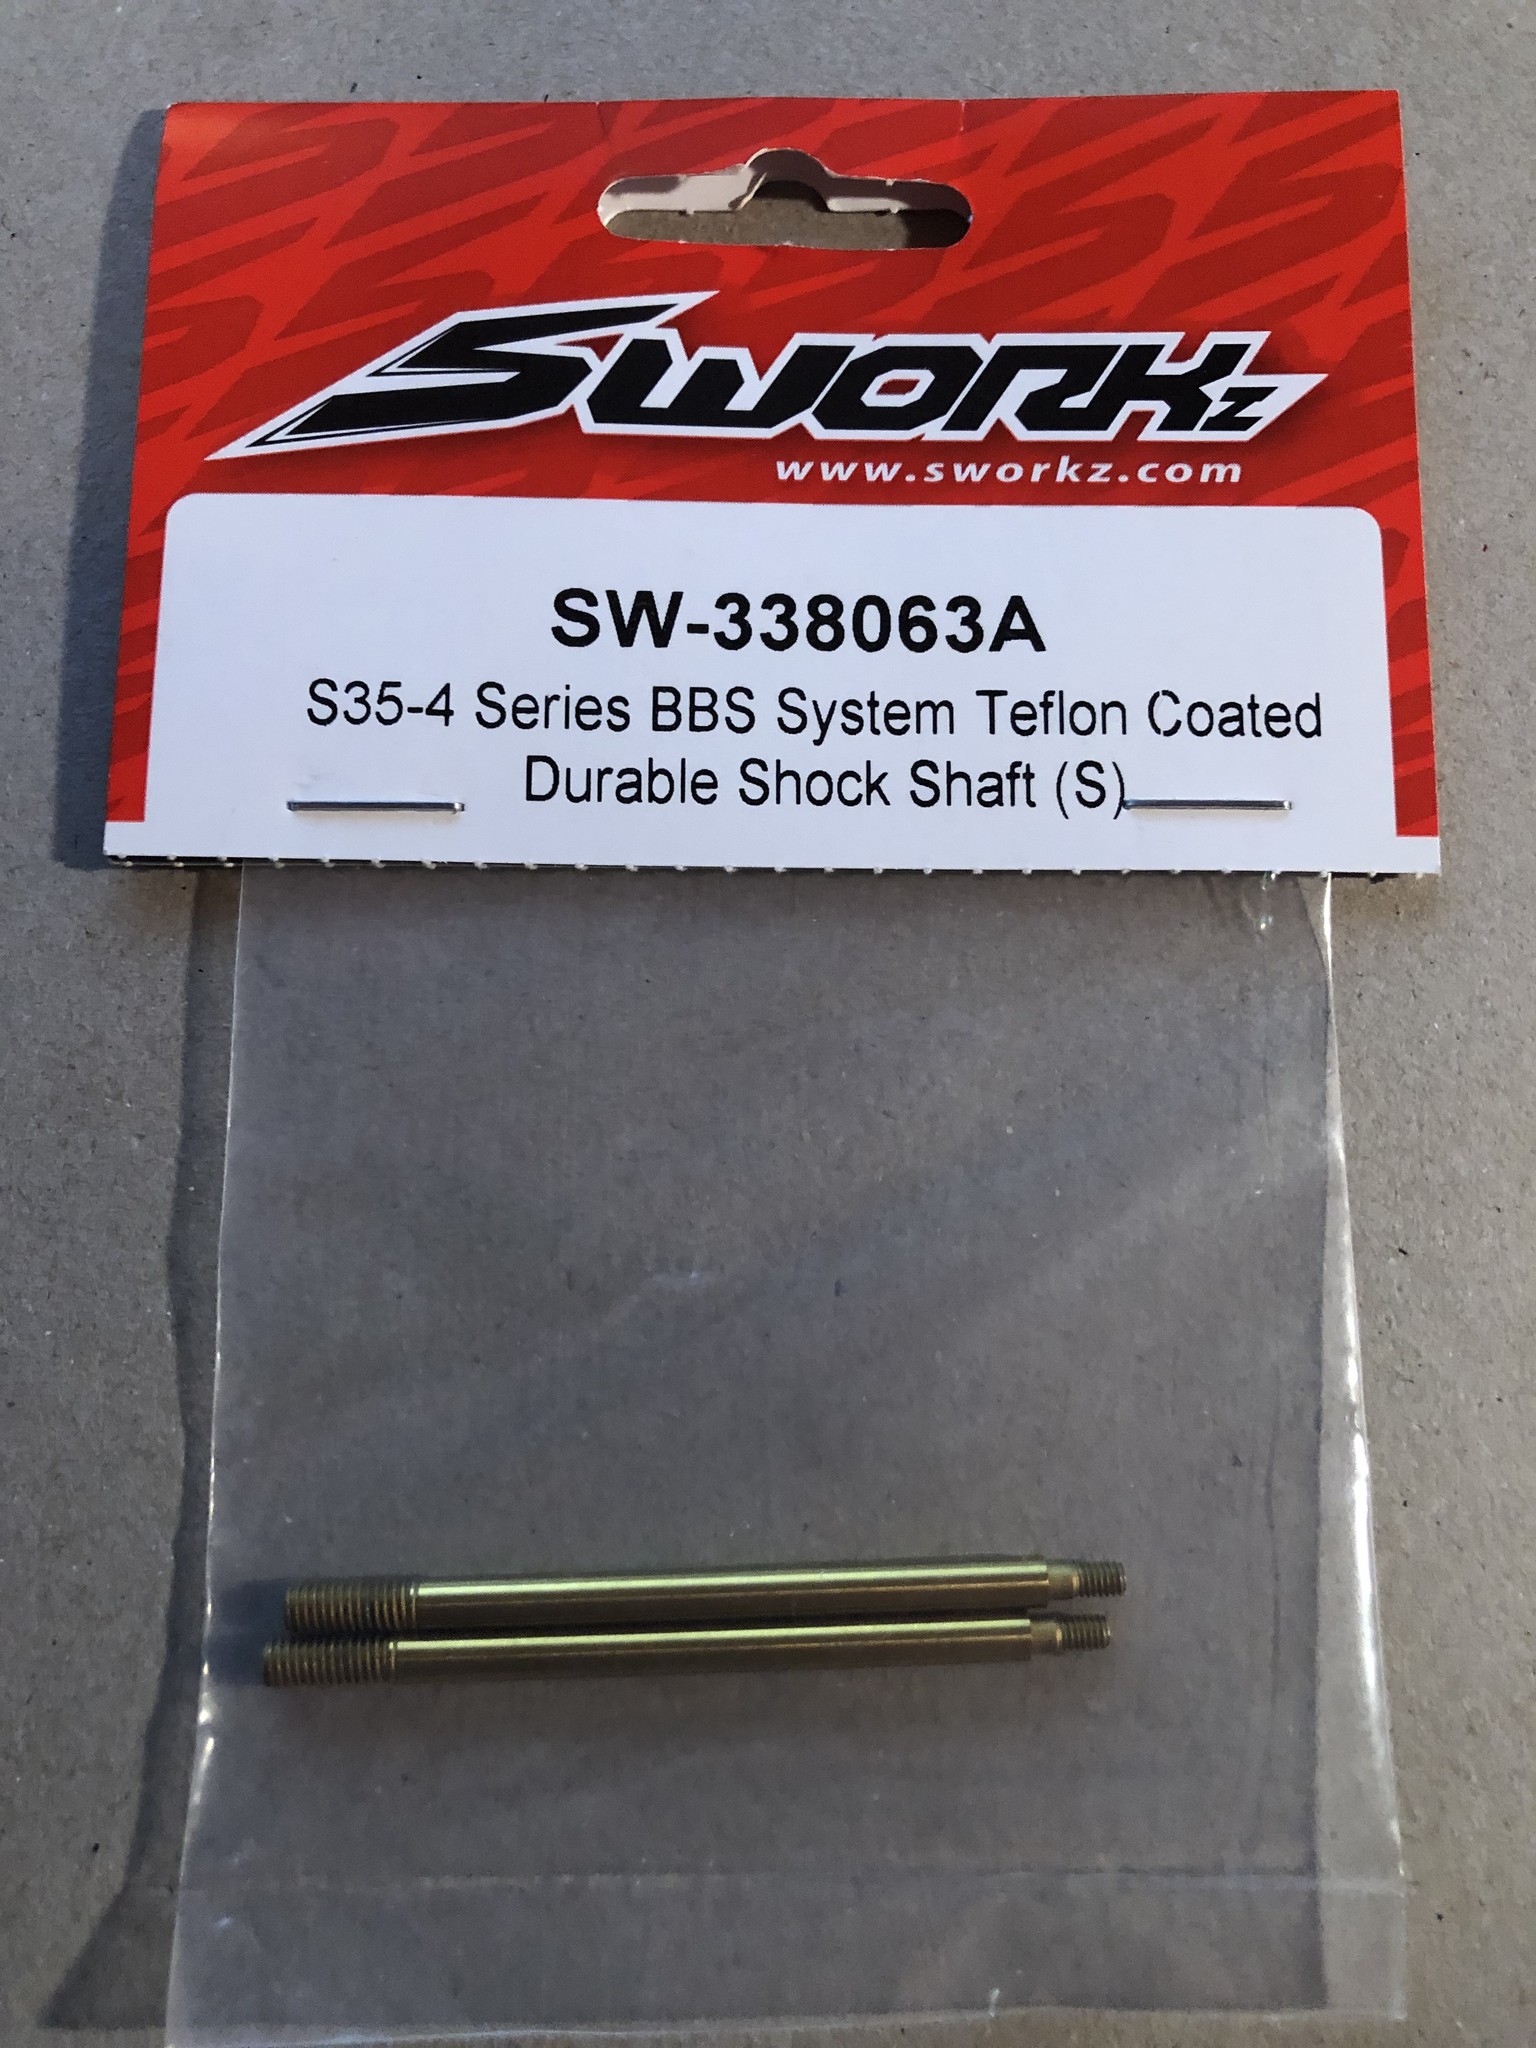 SWORKz
www.sworkz.com
SW-338063A
S35-4 Series BBS System Teflon Coated
Durable Shock Shaft (S)